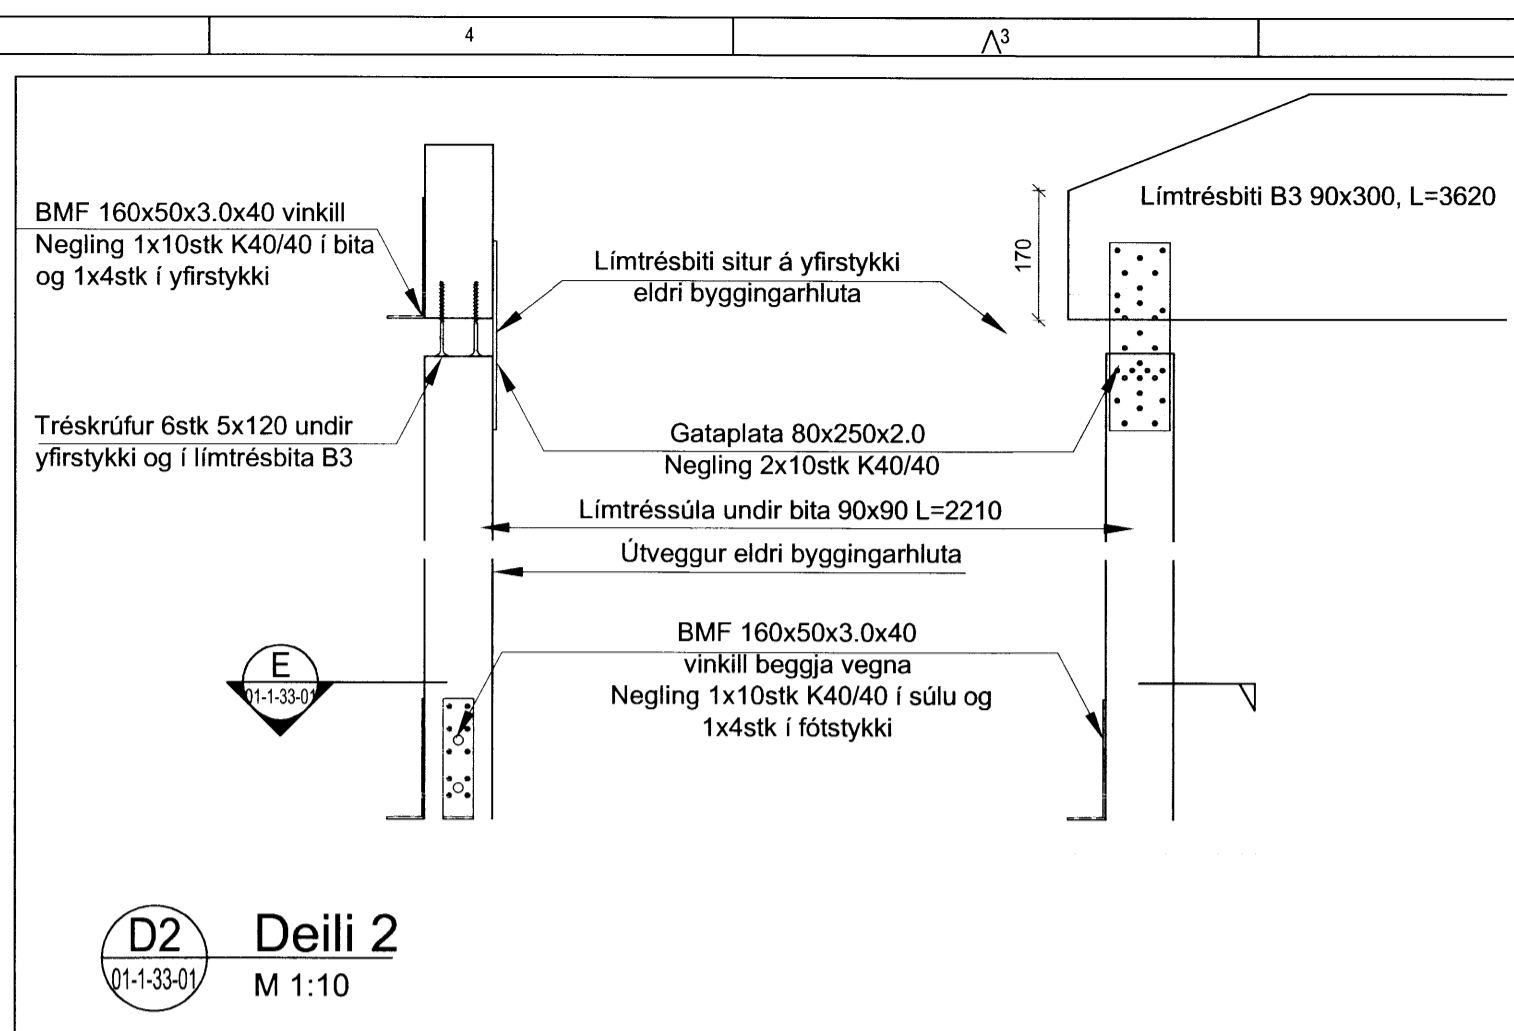 4
3
BMF 160x50x3.0x40 vinkill
Negling 1x10stk K40/40 í bita
og 1x4stk í yfirstykki
Límtrésbiti situr á yfirstykki
eldri byggingarhluta
170
Límtrésbiti B3 90x300, L=3620
Tréskrúfur 6stk 5x120 undir
yfirstykki og í límtrésbita B3
Gataplata 80x250x2.0
Negling 2x10stk K40/40
Límtréssúla undir bita 90x90 L=2210
Útveggur eldri byggingarhluta
BMF 160x50x3.0x40
vinkill beggja vegna
Negling 1x10stk K40/40 í súlu og
1x4stk í fótstykki
E
01-1-33-01
D2
01-1-33-01
Deili 2
M 1:10